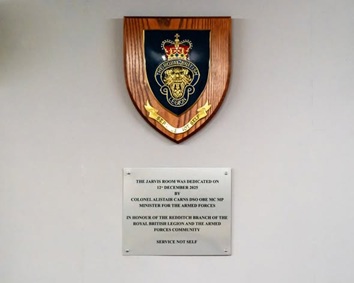 THE JARVIS ROOM WAS DEDICATED ON
12ᵗʰ DECEMBER 2025
BY
COLONEL ALISTAIR CARNS DSO OBE MC MP
MINISTER FOR THE ARMED FORCES
IN HONOUR OF THE REDDITCH BRANCH OF THE
ROYAL BRITISH LEGION AND THE ARMED
FORCES COMMUNITY
SERVICE NOT SELF